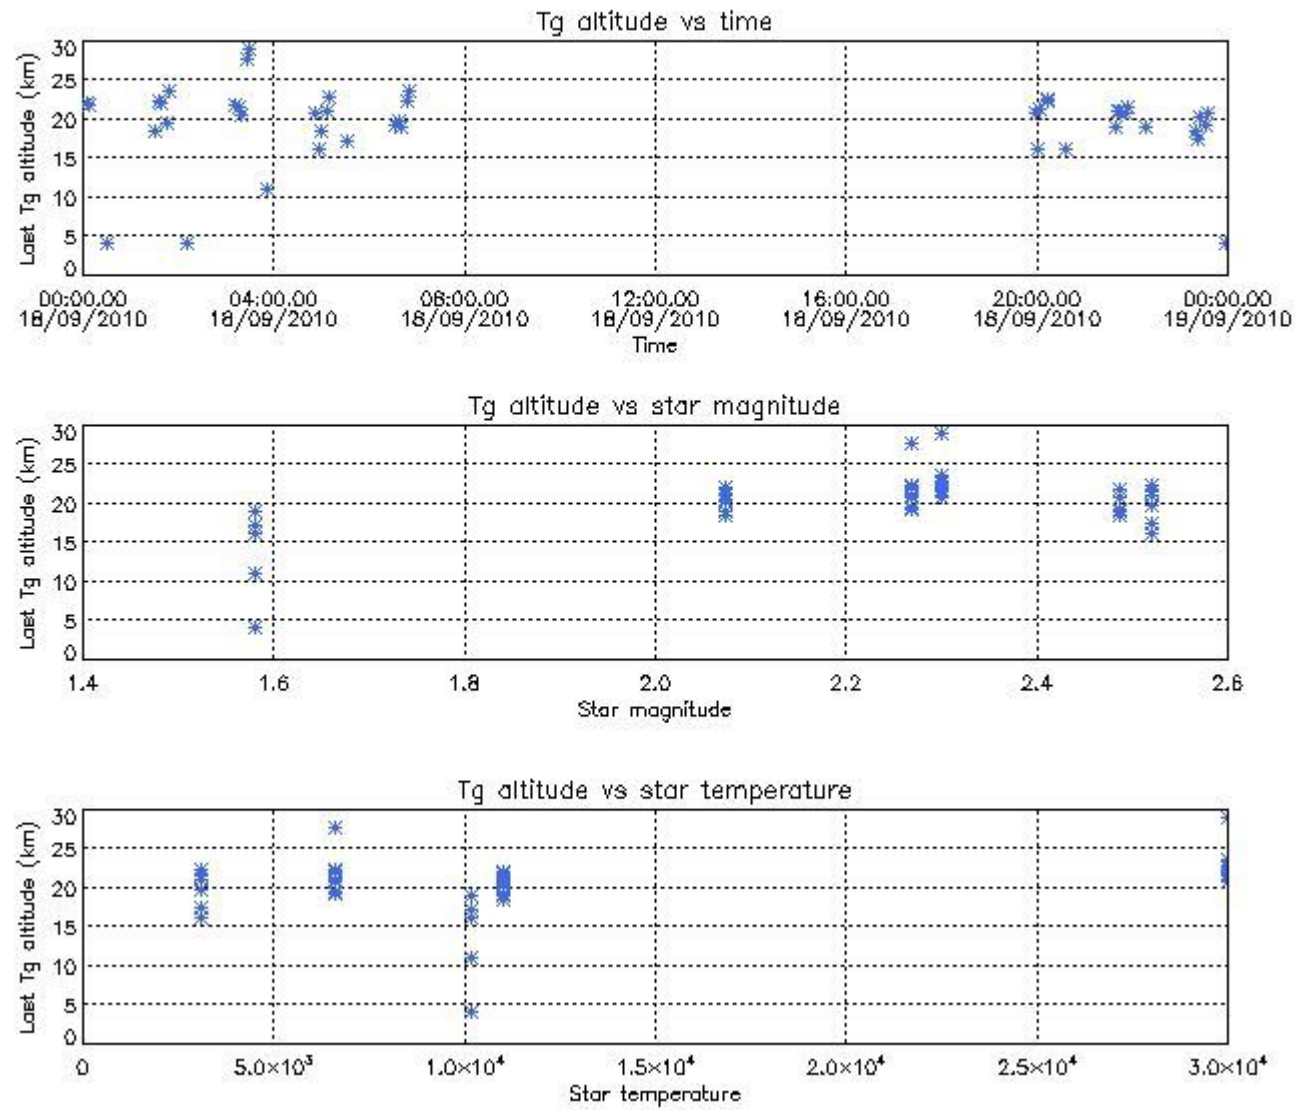 Tg altitude vs time
Last Tg altitude (km)
30
25
20
15
10
5
0
00:00.00 04:00.00 08:00.00 12:00.00 16:00.00 20:00.00 00:00.00
18/09/2010 18/09/2010 18/09/2010 18/09/2010 18/09/2010 18/09/2010 19/09/2010
Time
Tg altitude vs star magnitude
Last Tg altitude (km)
30
25
20
15
10
5
0
1.4 1.6 1.8 2.0 2.2 2.4 2.6
Star magnitude
Tg altitude vs star temperature
Last Tg altitude (km)
30
25
20
15
10
5
0
0 5.0×10³ 1.0×10⁴ 1.5×10⁴ 2.0×10⁴ 2.5×10⁴ 3.0×10⁴
Star temperature